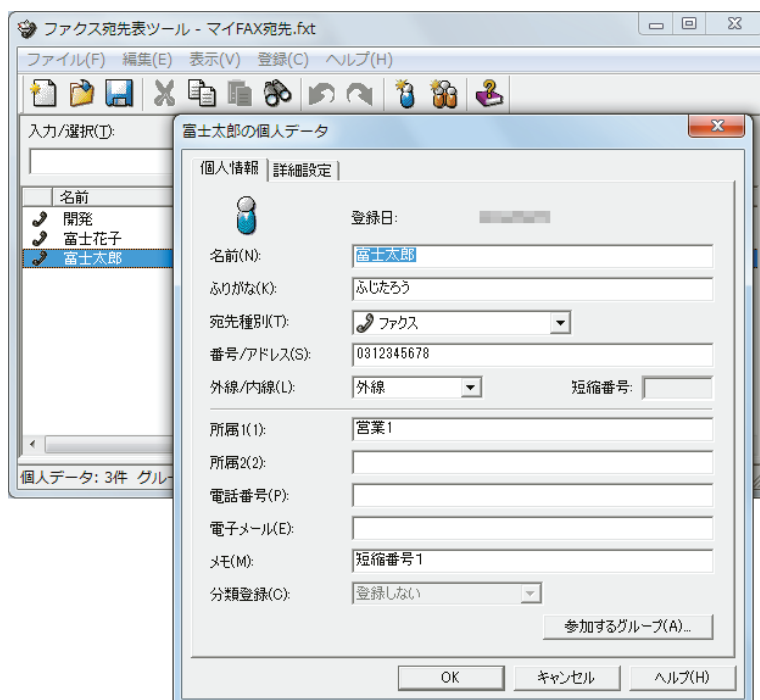 ファクス宛先表ツール - マイFAX宛先.fxt
ファイル(F) 編集(E) 表示(V) 登録(C) ヘルプ(H)
入力/選択(I):
名前
開発
富士花子
富士太郎
個人データ: 3件 グルー
富士太郎の個人データ
個人情報 詳細設定
登録日:
名前(N): 富士太郎
ふりがな(K): ふじたろう
宛先種別(T): ファクス
番号/アドレス(S): 0312345678
外線/内線(L): 外線 短縮番号:
所属1(1): 営業1
所属2(2):
電話番号(P):
電子メール(E):
メモ(M): 短縮番号1
分類登録(C): 登録しない
参加するグループ(A)...
OK キャンセル ヘルプ(H)